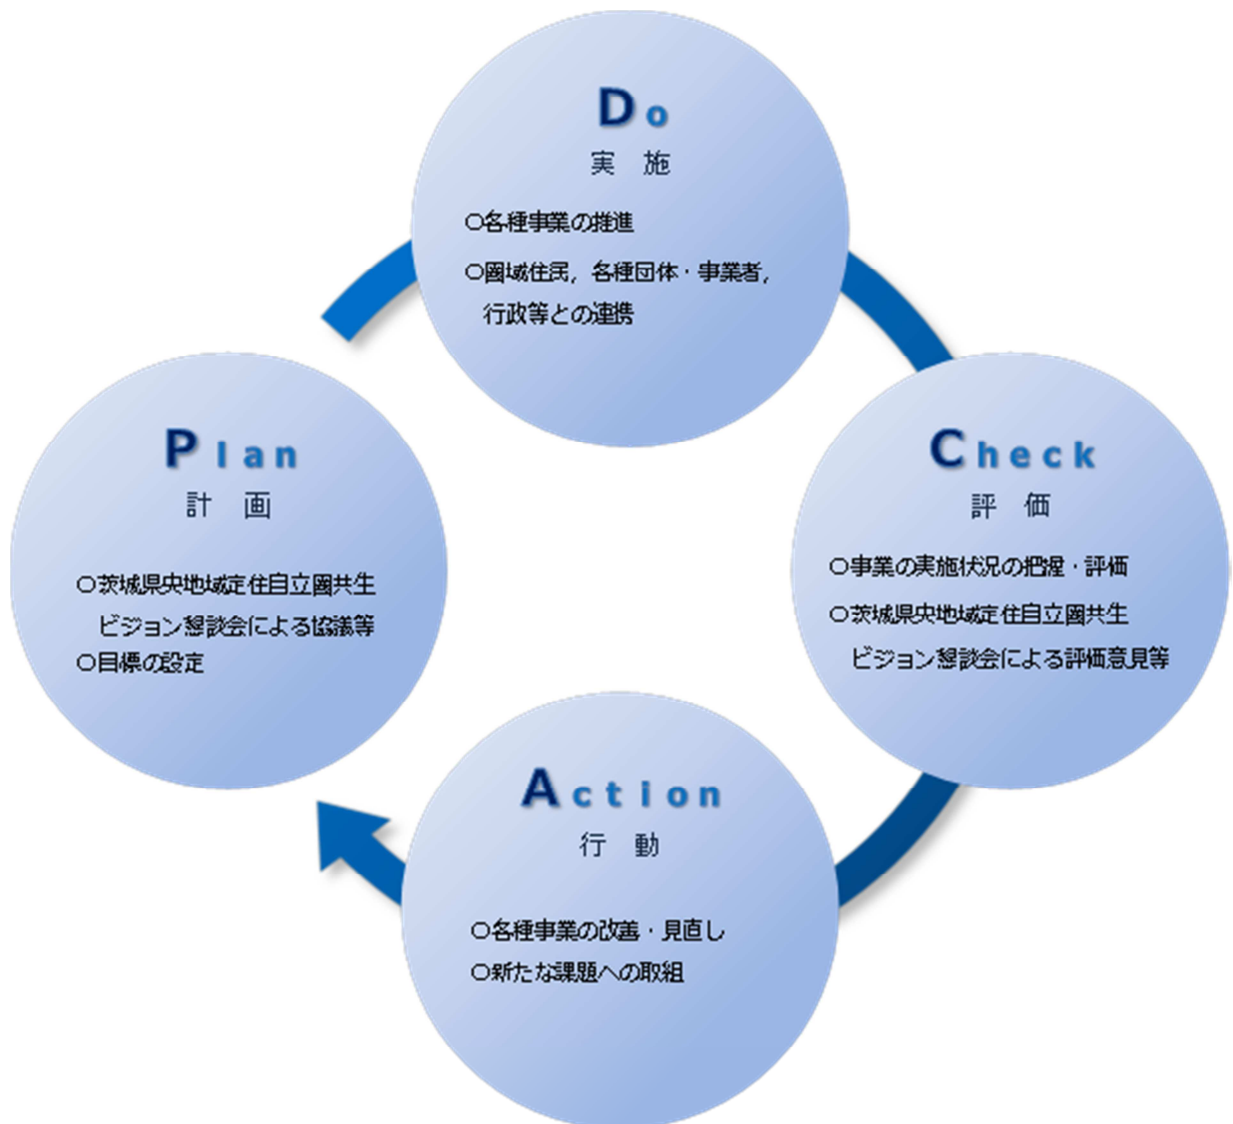 Do
実　施
○各種事業の推進
○圏域住民，各種団体・事業者，
行政等との連携
Plan
計　画
○茨城県央地域定住自立圏共生
ビジョン懇談会による協議等
○目標の設定
Check
評　価
○事業の実施状況の把握・評価
○茨城県央地域定住自立圏共生
ビジョン懇談会による評価意見等
Action
行　動
○各種事業の改善・見直し
○新たな課題への取組